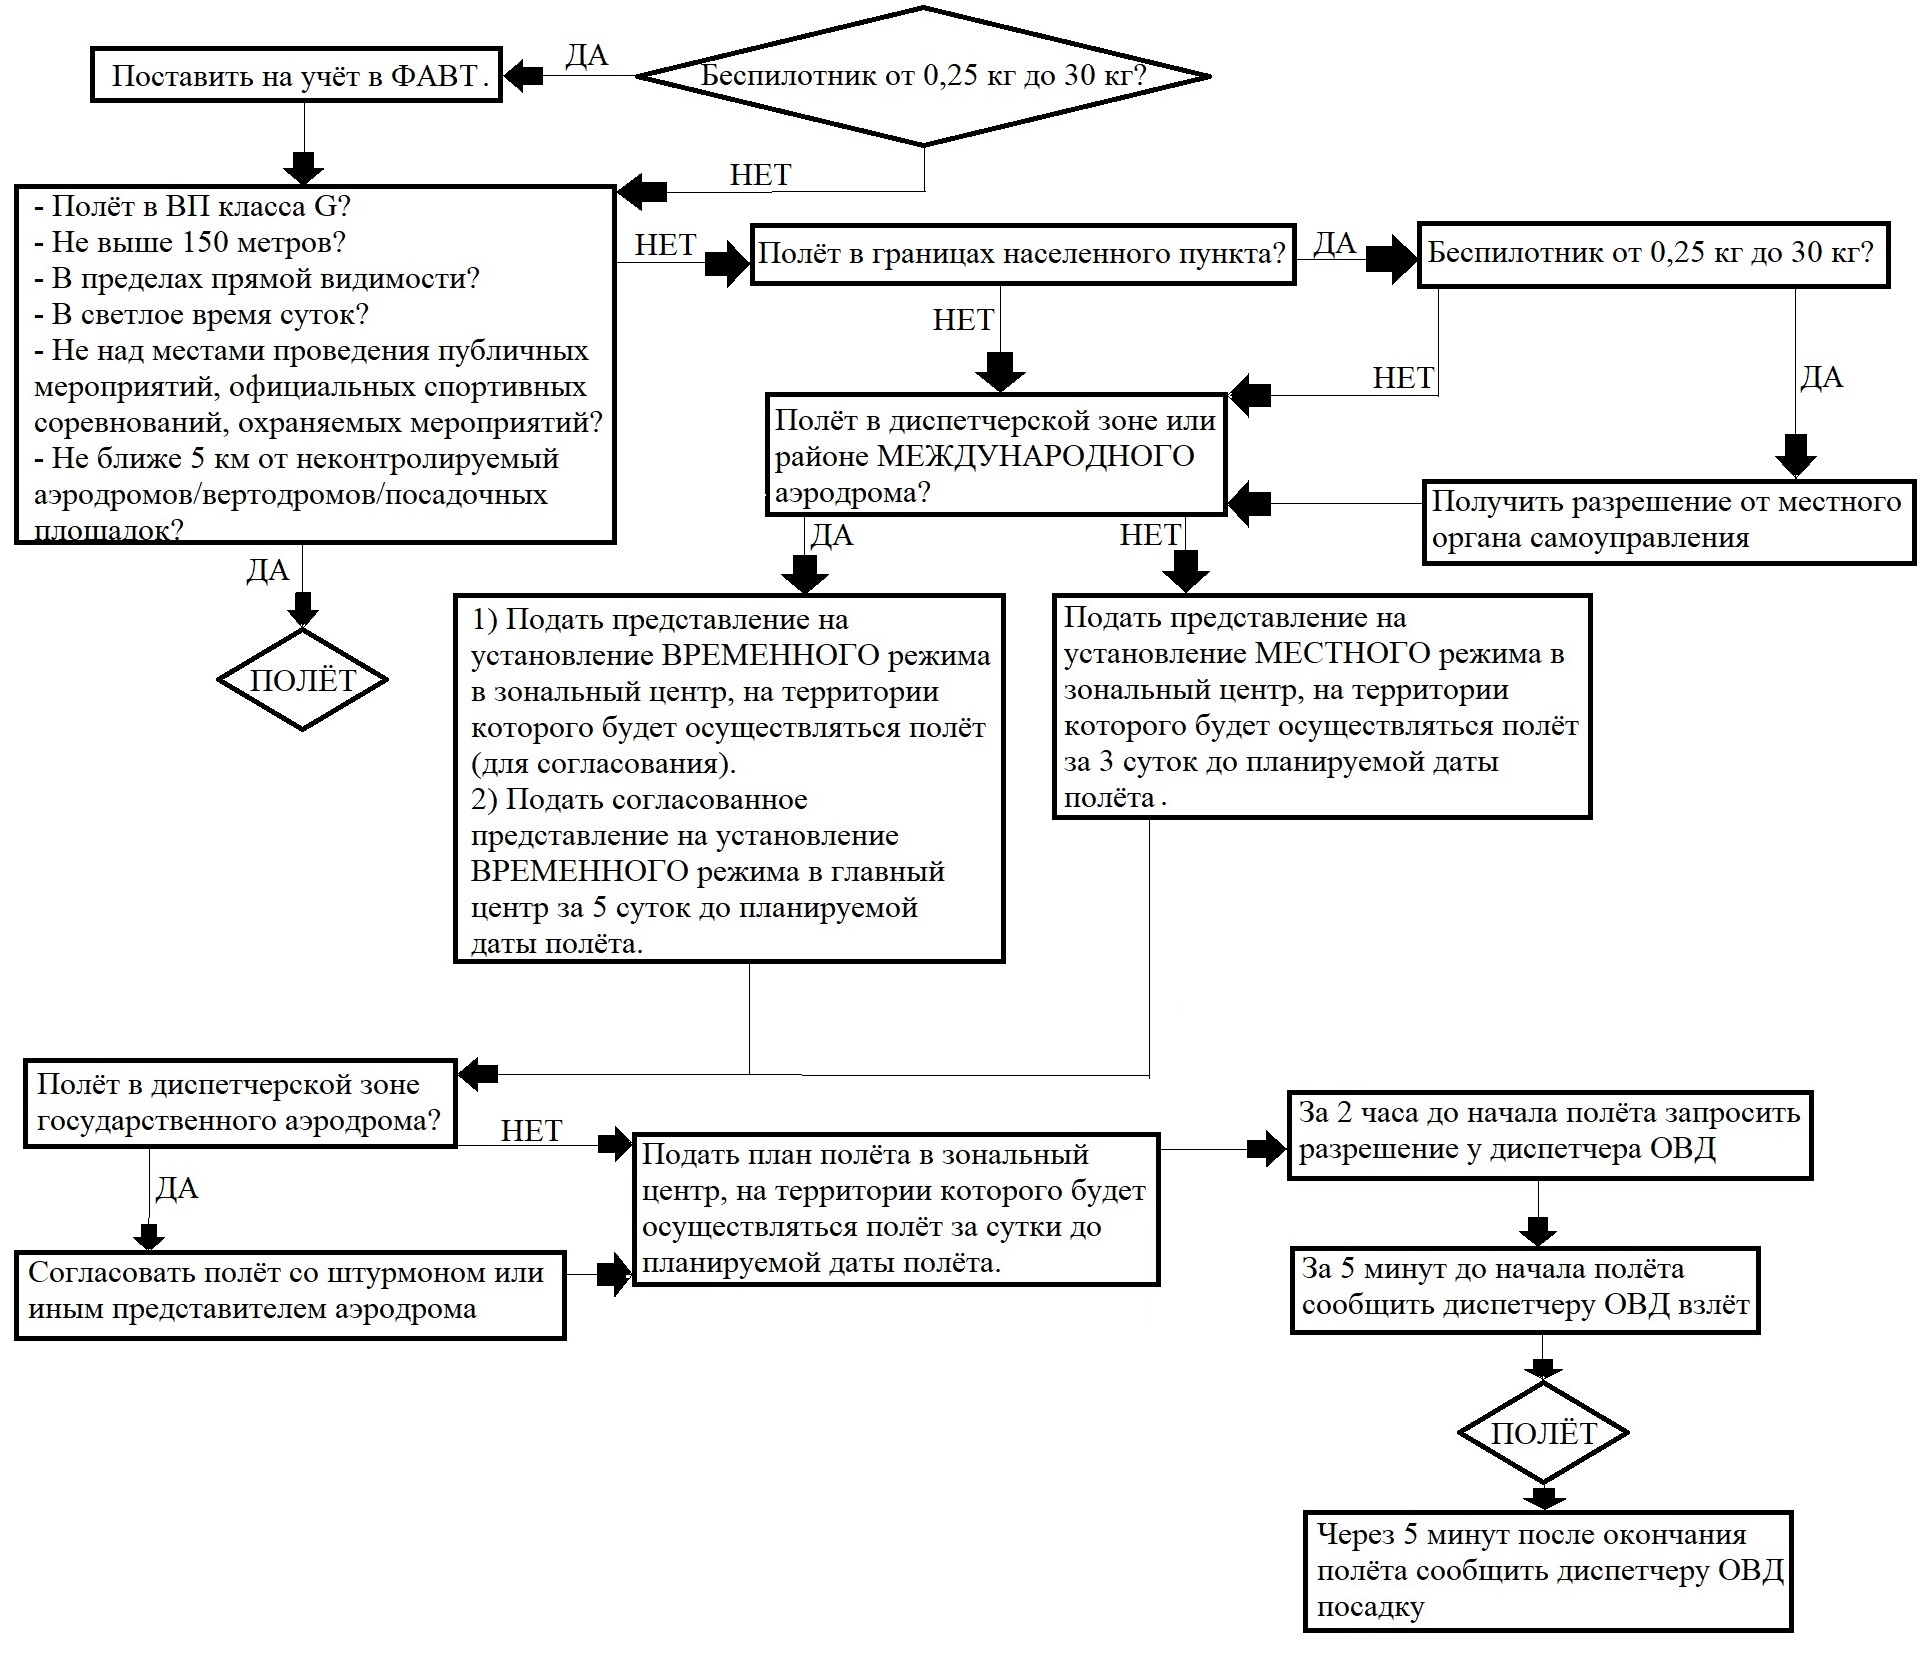 Беспилотник от 0,25 кг до 30 кг?
ДА
Поставить на учёт в ФАВТ.
НЕТ
- Полёт в ВП класса G?
- Не выше 150 метров?
- В пределах прямой видимости?
- В светлое время суток?
- Не над местами проведения публичных
мероприятий, официальных спортивных
соревнований, охраняемых мероприятий?
- Не ближе 5 км от неконтролируемый
аэродромов/вертодромов/посадочных
площадок?
ДА
ПОЛЁТ
НЕТ
Полёт в границах населенного пункта?
ДА
Беспилотник от 0,25 кг до 30 кг?
НЕТ
НЕТ
ДА
Полёт в диспетчерской зоне или
районе МЕЖДУНАРОДНОГО
аэродрома?
Получить разрешение от местного
органа самоуправления
ДА
НЕТ
1) Подать представление на
установление ВРЕМЕННОГО режима
в зональный центр, на территории
которого будет осуществляться полёт
(для согласования).
2) Подать согласованное
представление на установление
ВРЕМЕННОГО режима в главный
центр за 5 суток до планируемой
даты полёта.
Подать представление на
установление МЕСТНОГО режима в
зональный центр, на территории
которого будет осуществляться полёт
за 3 суток до планируемой даты
полёта.
Полёт в диспетчерской зоне
государственного аэродрома?
НЕТ
ДА
Согласовать полёт со штурмоном или
иным представителем аэродрома
Подать план полёта в зональный
центр, на территории которого будет
осуществляться полёт за сутки до
планируемой даты полёта.
За 2 часа до начала полёта запросить
разрешение у диспетчера ОВД
За 5 минут до начала полёта
сообщить диспетчеру ОВД взлёт
ПОЛЁТ
Через 5 минут после окончания
полёта сообщить диспетчеру ОВД
посадку